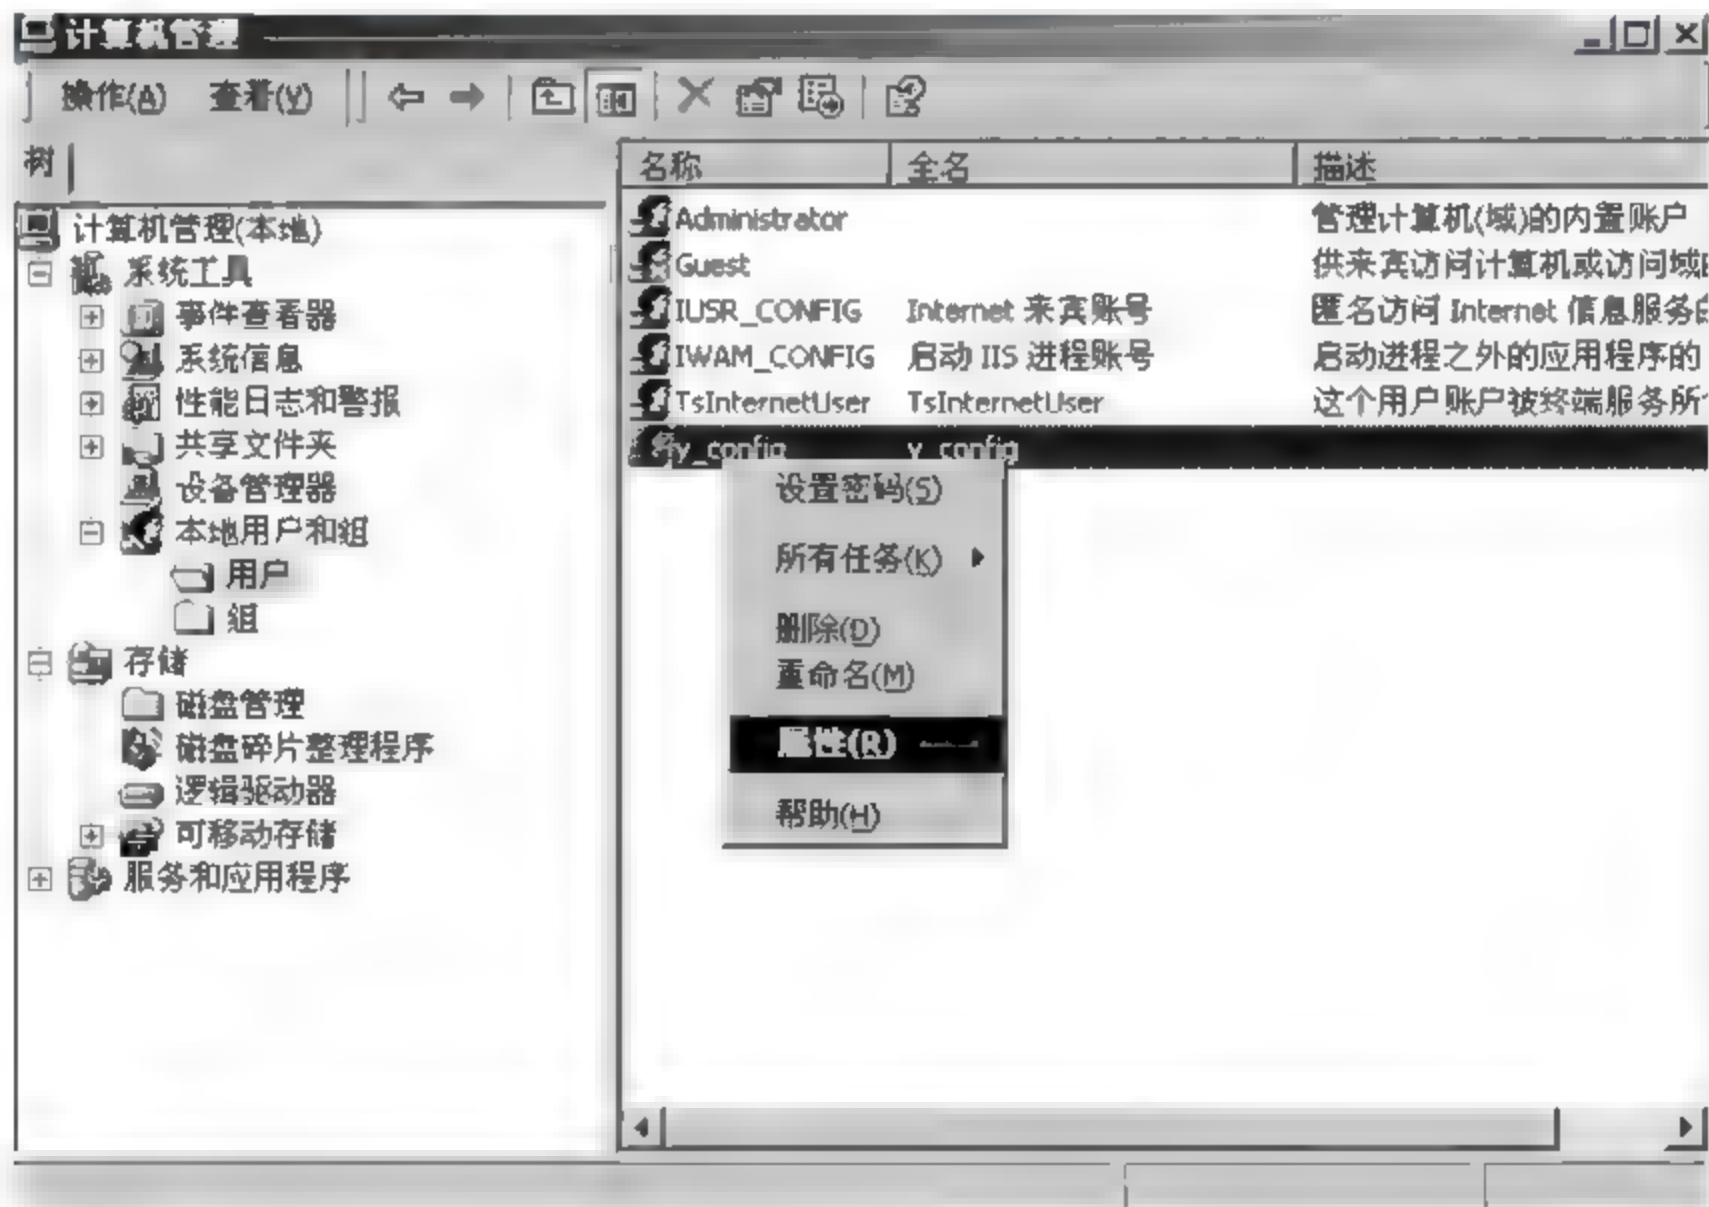 计算机管理
操作(A) 查看(V)
树
名称 全名 描述
计算机管理(本地)
系统工具
事件查看器
系统信息
性能日志和警报
共享文件夹
设备管理器
本地用户和组
用户
组
存储
磁盘管理
磁盘碎片整理程序
逻辑驱动器
可移动存储
服务和应用程序
Administrator 管理计算机(域)的内置账户
Guest 供来宾访问计算机或访问域
IUSR_CONFIG Internet 来宾账号 匿名访问 Internet 信息服务
IWAM_CONFIG 启动 IIS 进程账号 启动进程之外的应用程序的
TsInternetUser TsInternetUser 这个用户账户被终端服务所
y_config y_config
设置密码(S)
所有任务(K)
删除(D)
重命名(M)
属性(R)
帮助(H)